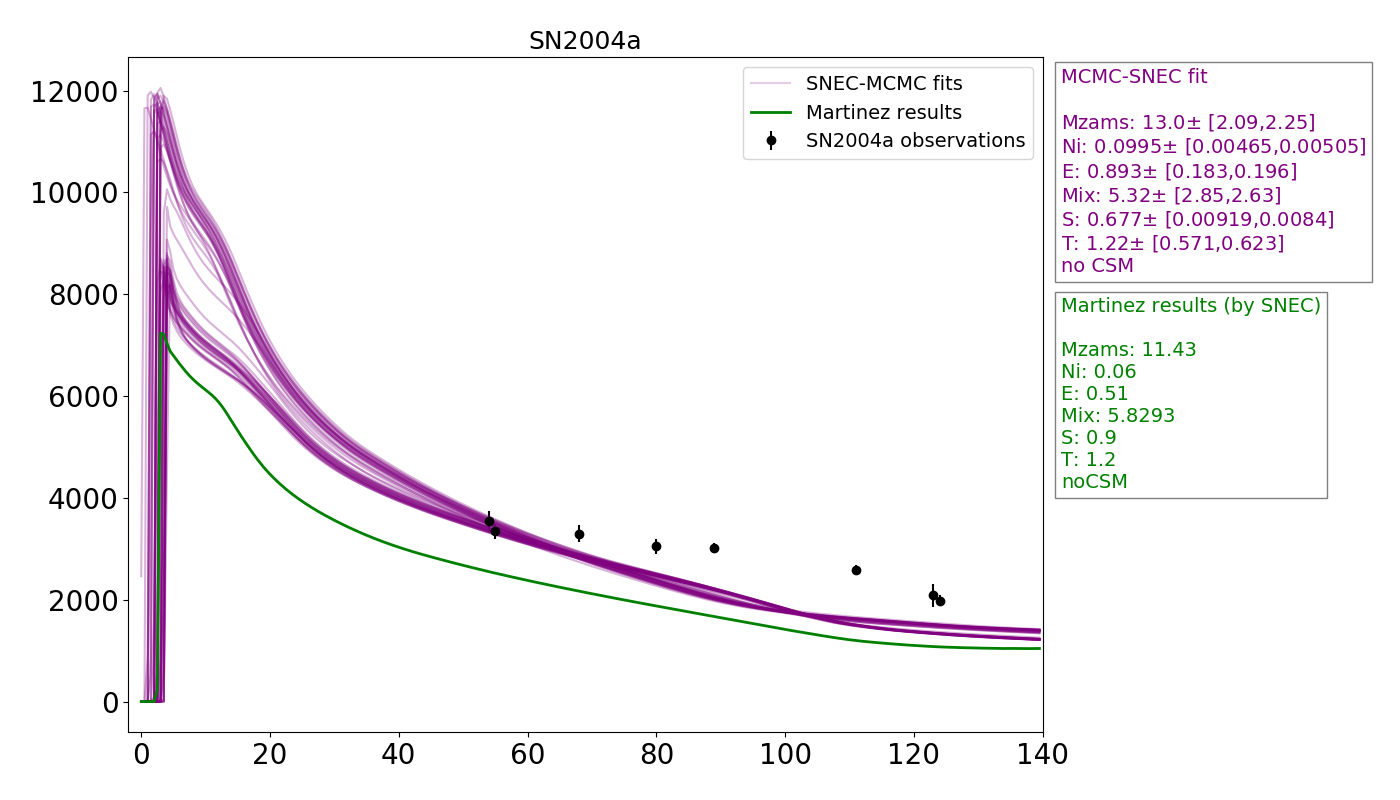 SN2004a
12000
10000
8000
6000
4000
2000
0
0 20 40 60 80 100 120 140
SNEC-MCMC fits
Martinez results
SN2004a observations
MCMC-SNEC fit
Mzams: 13.0± [2.09,2.25]
Ni: 0.0995± [0.00465,0.00505]
E: 0.893± [0.183,0.196]
Mix: 5.32± [2.85,2.63]
S: 0.677± [0.00919,0.0084]
T: 1.22± [0.571,0.623]
no CSM
Martinez results (by SNEC)
Mzams: 11.43
Ni: 0.06
E: 0.51
Mix: 5.8293
S: 0.9
T: 1.2
noCSM